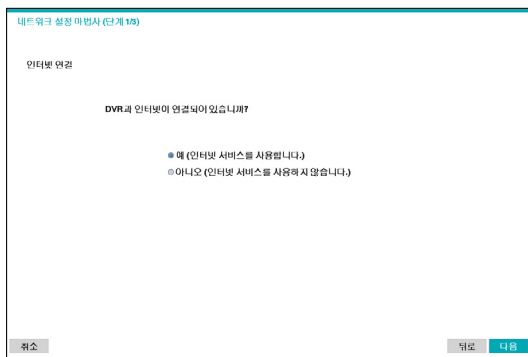 네트워크 설정 마법사 (단계 1/3)
인터넷 연결
DVR과 인터넷이 연결되어 있습니까?
예 (인터넷 서비스를 사용합니다.)
아니오 (인터넷 서비스를 사용하지 않습니다.)
취소
뒤로
다음